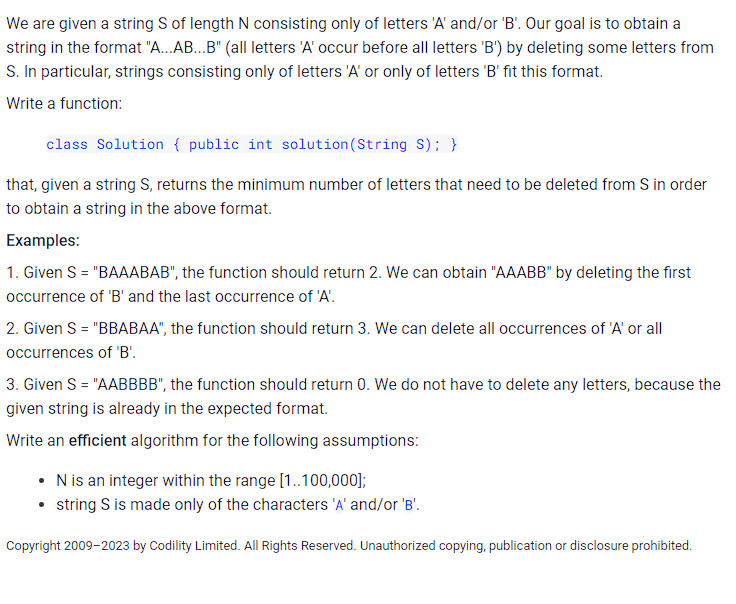 We are given a string S of length N consisting only of letters 'A' and/or 'B'. Our goal is to obtain a
string in the format "A...AB...B" (all letters 'A' occur before all letters 'B') by deleting some letters from
S. In particular, strings consisting only of letters 'A' or only of letters 'B' fit this format.
Write a function:
class Solution { public int solution(String S); }
that, given a string S, returns the minimum number of letters that need to be deleted from S in order
to obtain a string in the above format.
Examples:
1. Given S = "BAAABAB", the function should return 2. We can obtain "AAABB" by deleting the first
occurrence of 'B' and the last occurrence of 'A'.
2. Given S = "BBABAA", the function should return 3. We can delete all occurrences of 'A' or all
occurrences of 'B'.
3. Given S = "AABBBB", the function should return 0. We do not have to delete any letters, because the
given string is already in the expected format.
Write an efficient algorithm for the following assumptions:
• N is an integer within the range [1..100,000];
• string S is made only of the characters 'A' and/or 'B'.
Copyright 2009–2023 by Codility Limited. All Rights Reserved. Unauthorized copying, publication or disclosure prohibited.